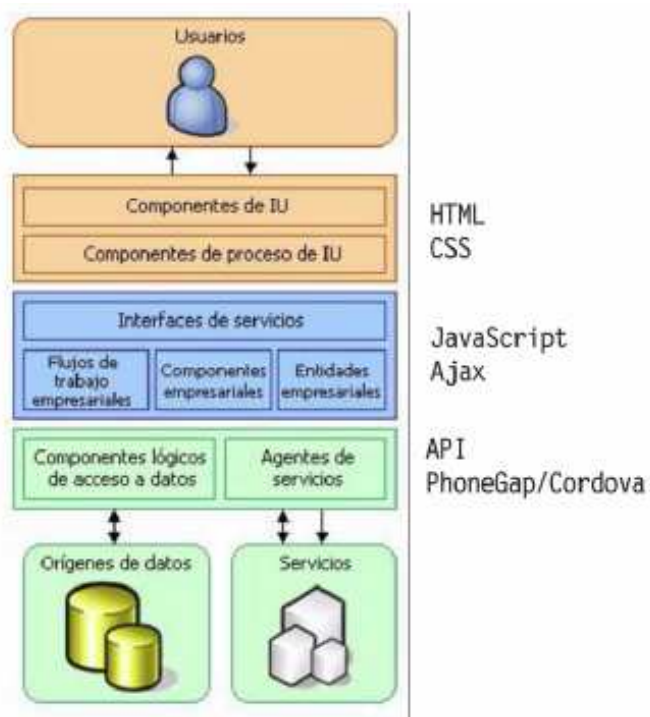 Usuarios
Componentes de IU
HTML
CSS
Componentes de proceso de IU
Interfaces de servicios
JavaScript
Ajax
Flujos de
trabajo
empresariales
Componentes
empresariales
Entidades
empresariales
Componentes lógicos
de acceso a datos
Agentes de
servicios
API
PhoneGap/Cordova
Orígenes de datos
Servicios